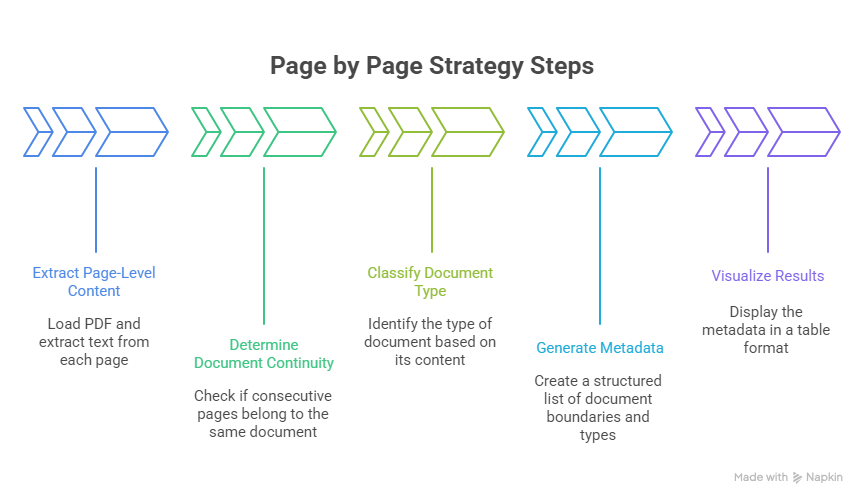 Page by Page Strategy Steps
Extract Page-Level
Content
Load PDF and
extract text from
each page
Determine
Document Continuity
Check if consecutive
pages belong to the
same document
Classify Document
Type
Identify the type of
document based on
its content
Generate Metadata
Create a structured
list of document
boundaries and
types
Visualize Results
Display the
metadata in a table
format
Made with Napkin